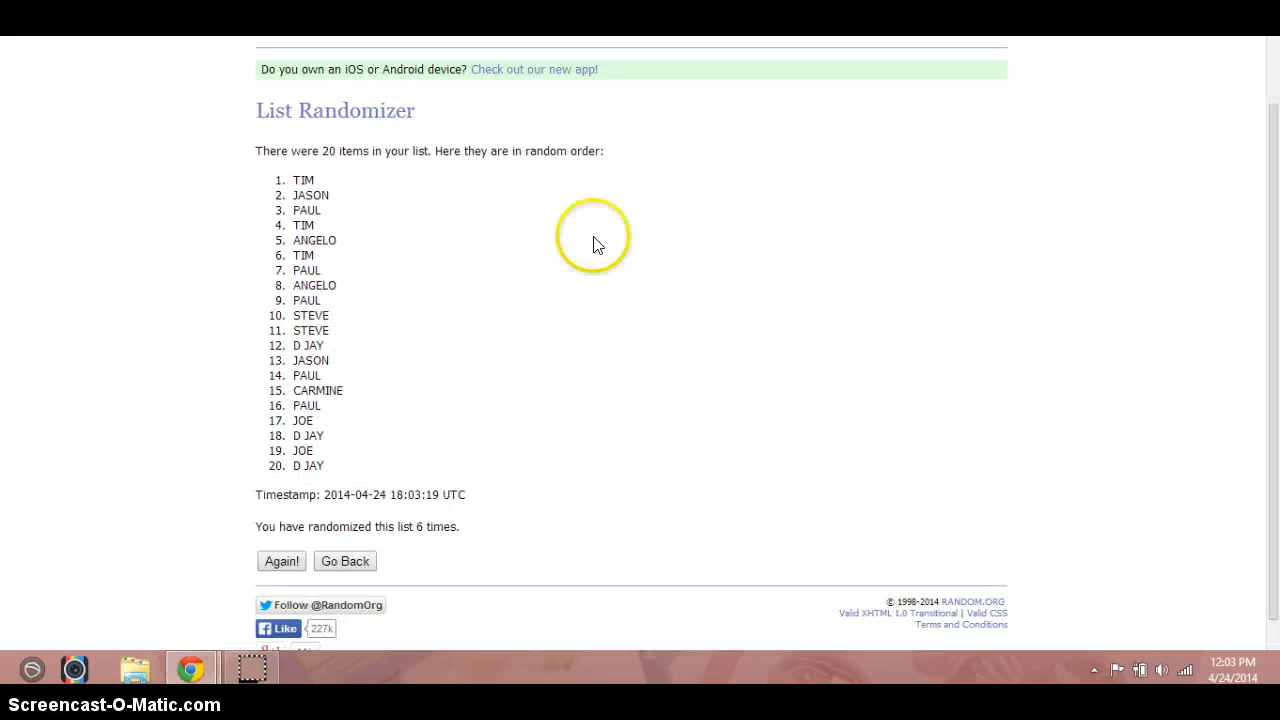 Do you own an iOS or Android device? Check out our new app!
List Randomizer
There were 20 items in your list. Here they are in random order:
1. TIM
2. JASON
3. PAUL
4. TIM
5. ANGELO
6. TIM
7. PAUL
8. ANGELO
9. PAUL
10. STEVE
11. STEVE
12. D JAY
13. JASON
14. PAUL
15. CARMINE
16. PAUL
17. JOE
18. D JAY
19. JOE
20. D JAY
Timestamp: 2014-04-24 18:03:19 UTC
You have randomized this list 6 times.
Again! Go Back
Follow @RandomOrg
© 1998-2014 RANDOM.ORG
Like 227k
Valid XHTML 1.0 Transitional | Valid CSS
Terms and Conditions
12:03 PM
4/24/2014
Screencast-O-Matic.com